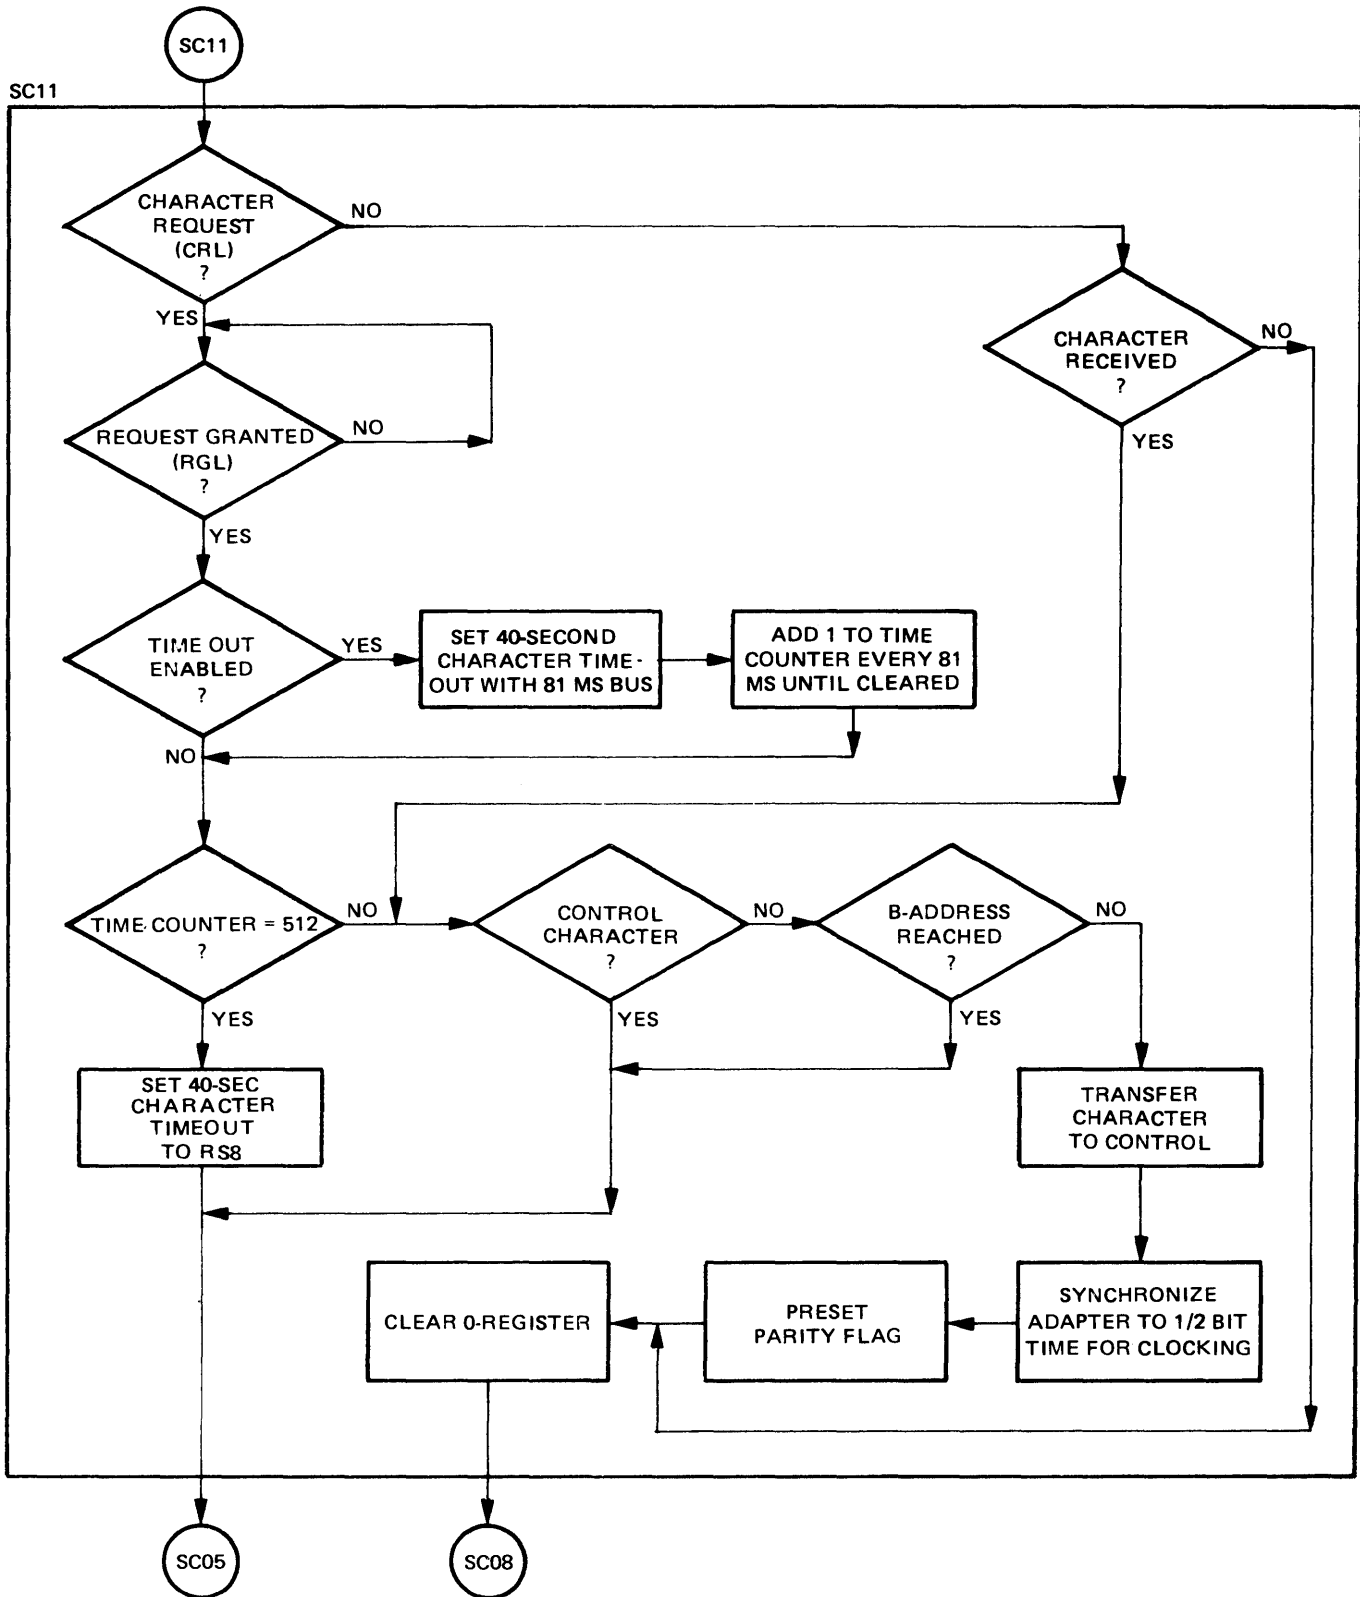 SC11
SC11
CHARACTER
REQUEST
(CRL)
?
NO
YES
CHARACTER
RECEIVED
?
NO
YES
REQUEST GRANTED
(RGL)
?
NO
YES
TIME OUT
ENABLED
?
YES
SET 40-SECOND
CHARACTER TIME-
OUT WITH 81 MS BUS
ADD 1 TO TIME
COUNTER EVERY 81
MS UNTIL CLEARED
NO
TIME COUNTER = 512
?
NO
CONTROL
CHARACTER
?
NO
B-ADDRESS
REACHED
?
NO
YES
YES
YES
SET 40-SEC
CHARACTER
TIMEOUT
TO RS8
TRANSFER
CHARACTER
TO CONTROL
CLEAR 0-REGISTER
PRESET
PARITY FLAG
SYNCHRONIZE
ADAPTER TO 1/2 BIT
TIME FOR CLOCKING
SC05
SC08